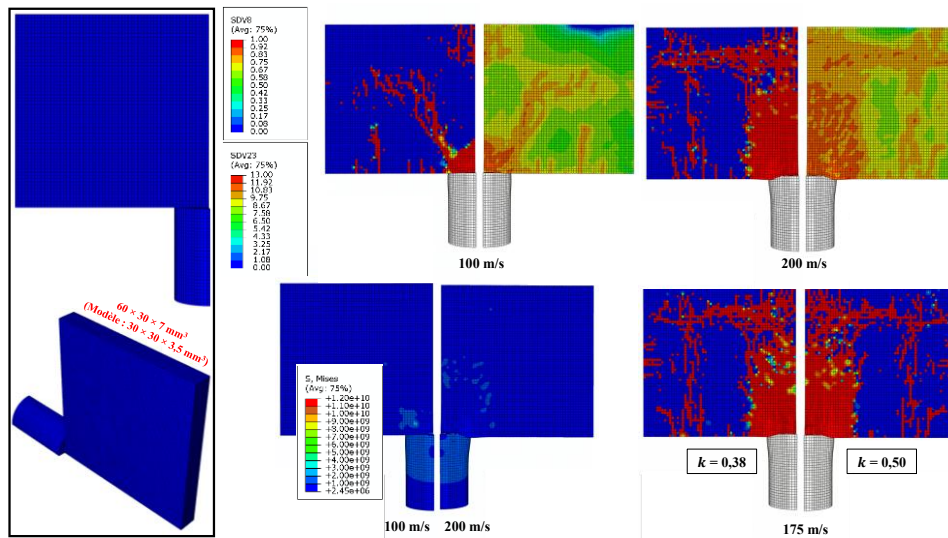 60 × 30 × 7 mm³
(Modèle : 30 × 30 × 3,5 mm³)
SDV8
(Avg: 75%)
1.00
0.92
0.83
0.75
0.67
0.58
0.50
0.42
0.33
0.25
0.17
0.08
0.00
SDV23
(Avg: 75%)
13.00
11.92
10.83
9.75
8.67
7.58
6.50
5.42
4.33
3.25
2.17
1.08
0.00
100 m/s
200 m/s
S, Mises
(Avg: 75%)
+1.20e+10
+1.10e+10
+1.00e+10
+9.00e+09
+8.00e+09
+7.00e+09
+6.00e+09
+5.00e+09
+4.00e+09
+3.00e+09
+2.00e+09
+1.00e+09
+2.45e+06
100 m/s
200 m/s
k = 0,38
k = 0,50
175 m/s